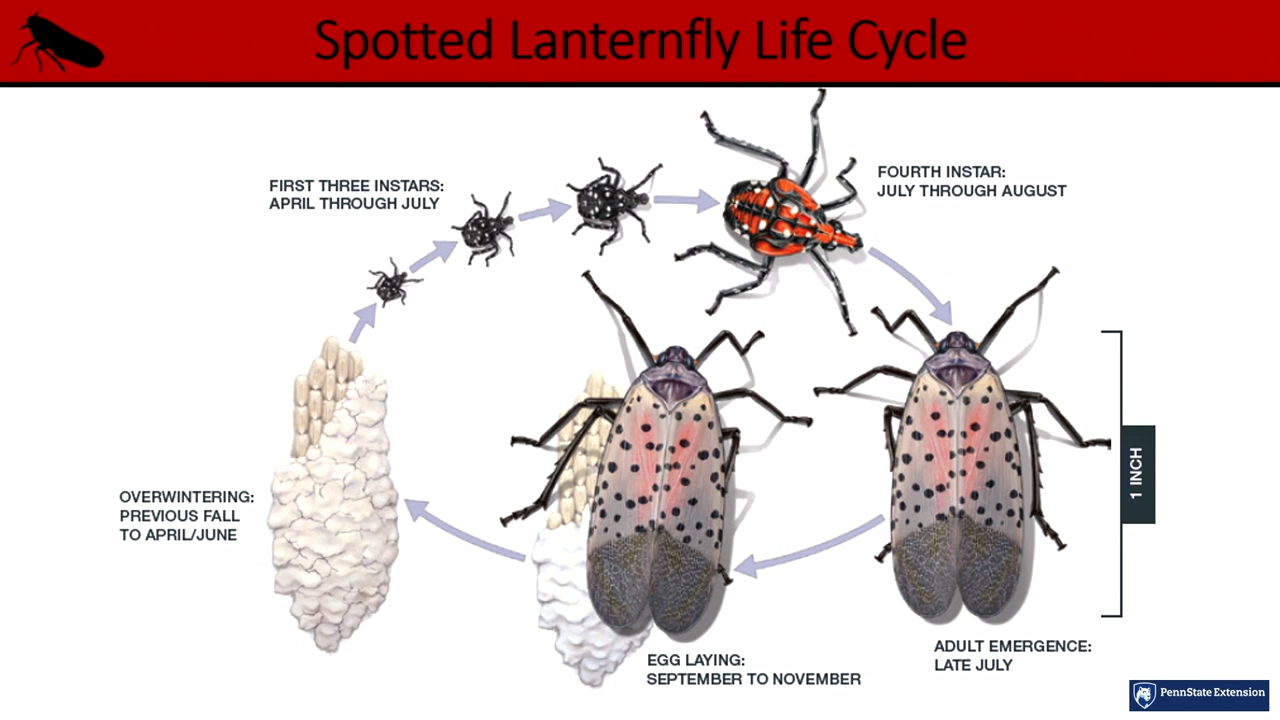 Spotted Lanternfly Life Cycle
FIRST THREE INSTARS:
APRIL THROUGH JULY
FOURTH INSTAR:
JULY THROUGH AUGUST
1 INCH
OVERWINTERING:
PREVIOUS FALL
TO APRIL/JUNE
EGG LAYING:
SEPTEMBER TO NOVEMBER
ADULT EMERGENCE:
LATE JULY
PennState Extension